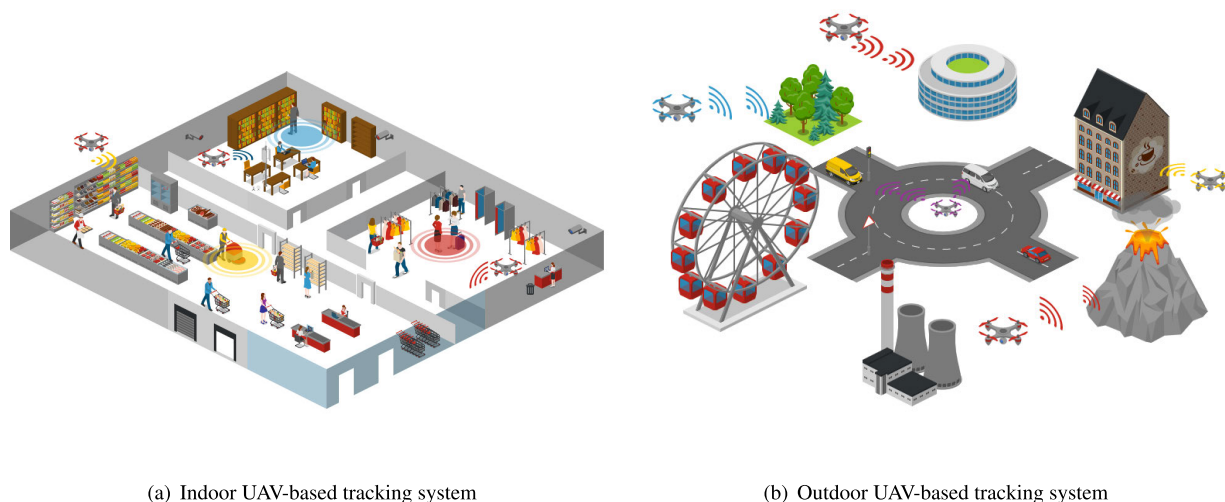 (a) Indoor UAV-based tracking system
(b) Outdoor UAV-based tracking system